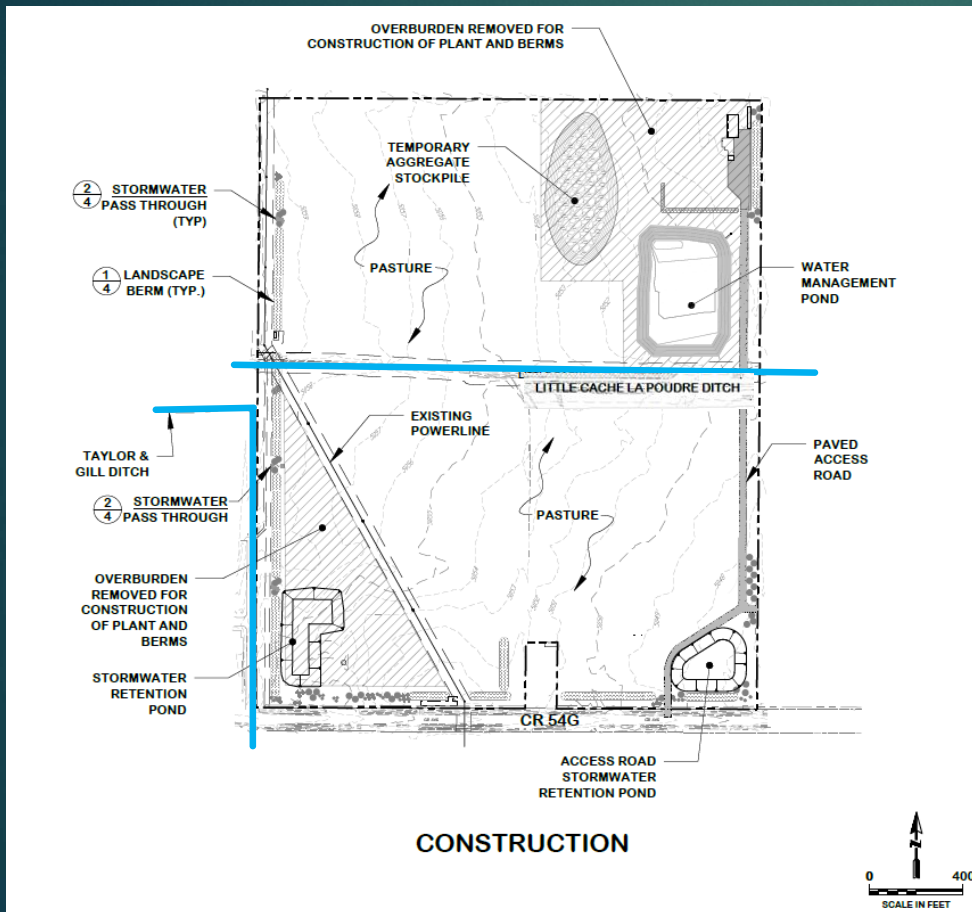 OVERBURDEN REMOVED FOR
CONSTRUCTION OF PLANT AND BERMS
TEMPORARY
AGGREGATE
STOCKPILE
2
4
STORMWATER
PASS THROUGH
(TYP)
PASTURE
1
4
LANDSCAPE
BERM (TYP.)
WATER
MANAGEMENT
POND
LITTLE CACHE LA POUDRE DITCH
EXISTING
POWERLINE
TAYLOR &
GILL DITCH
PAVED
ACCESS
ROAD
2
4
STORMWATER
PASS THROUGH
PASTURE
OVERBURDEN
REMOVED FOR
CONSTRUCTION
OF PLANT AND
BERMS
STORMWATER
RETENTION
POND
CR 54G
ACCESS ROAD
STORMWATER
RETENTION POND
CONSTRUCTION
N
0 400
SCALE IN FEET